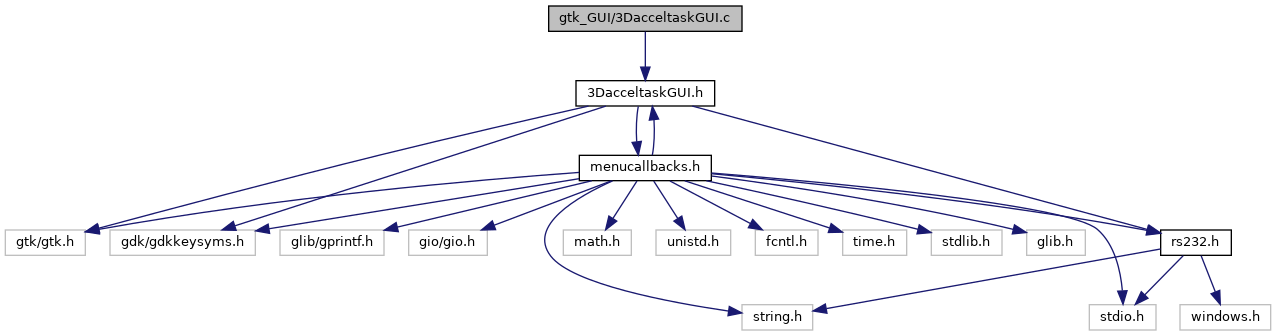 gtk_GUI/3DacceltaskGUI.c
3DacceltaskGUI.h
menucallbacks.h
gtk/gtk.h
gdk/gdkkeysyms.h
glib/gprintf.h
gio/gio.h
math.h
unistd.h
fcntl.h
time.h
stdlib.h
glib.h
rs232.h
string.h
stdio.h
windows.h